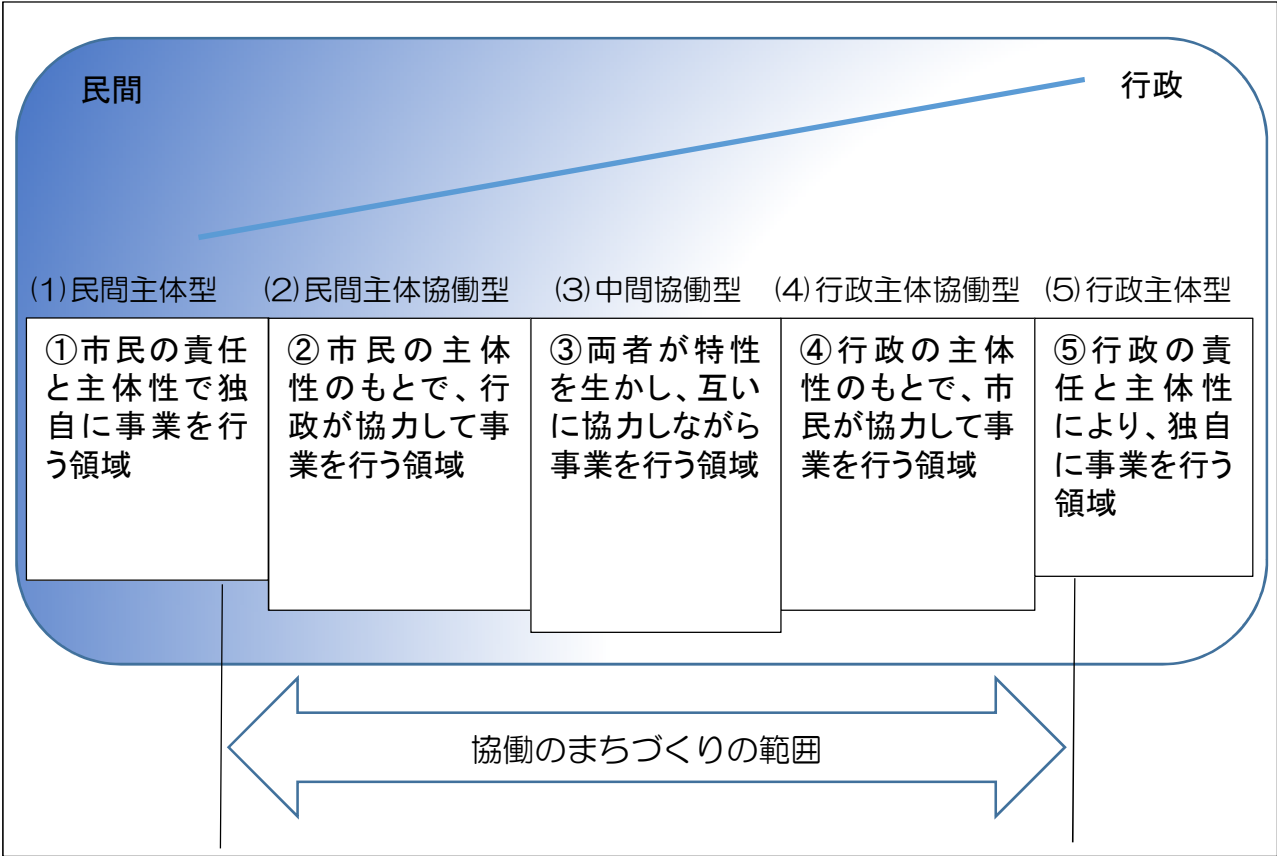 民間
行政
(1)民間主体型
(2)民間主体協働型
(3)中間協働型
(4)行政主体協働型
(5)行政主体型
①市民の責任
と主体性で独
自に事業を行
う領域
②市民の主体
性のもとで、行
政が協力して事
業を行う領域
③両者が特性
を生かし、互い
に協力しながら
事業を行う領域
④行政の主体
性のもとで、市
民が協力して事
業を行う領域
⑤行政の責
任と主体性
により、独自
に事業を行う
領域
協働のまちづくりの範囲